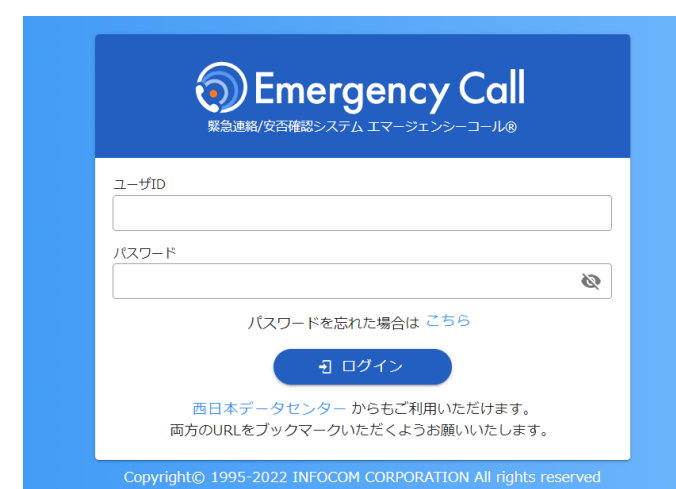 Emergency Call
緊急連絡/安否確認システム エマージェンシーコール®
ユーザID
パスワード
パスワードを忘れた場合は こちら
ログイン
西日本データセンター からもご利用いただけます。
両方のURLをブックマークいただくようお願いいたします。
Copyright© 1995-2022 INFOCOM CORPORATION All rights reserved